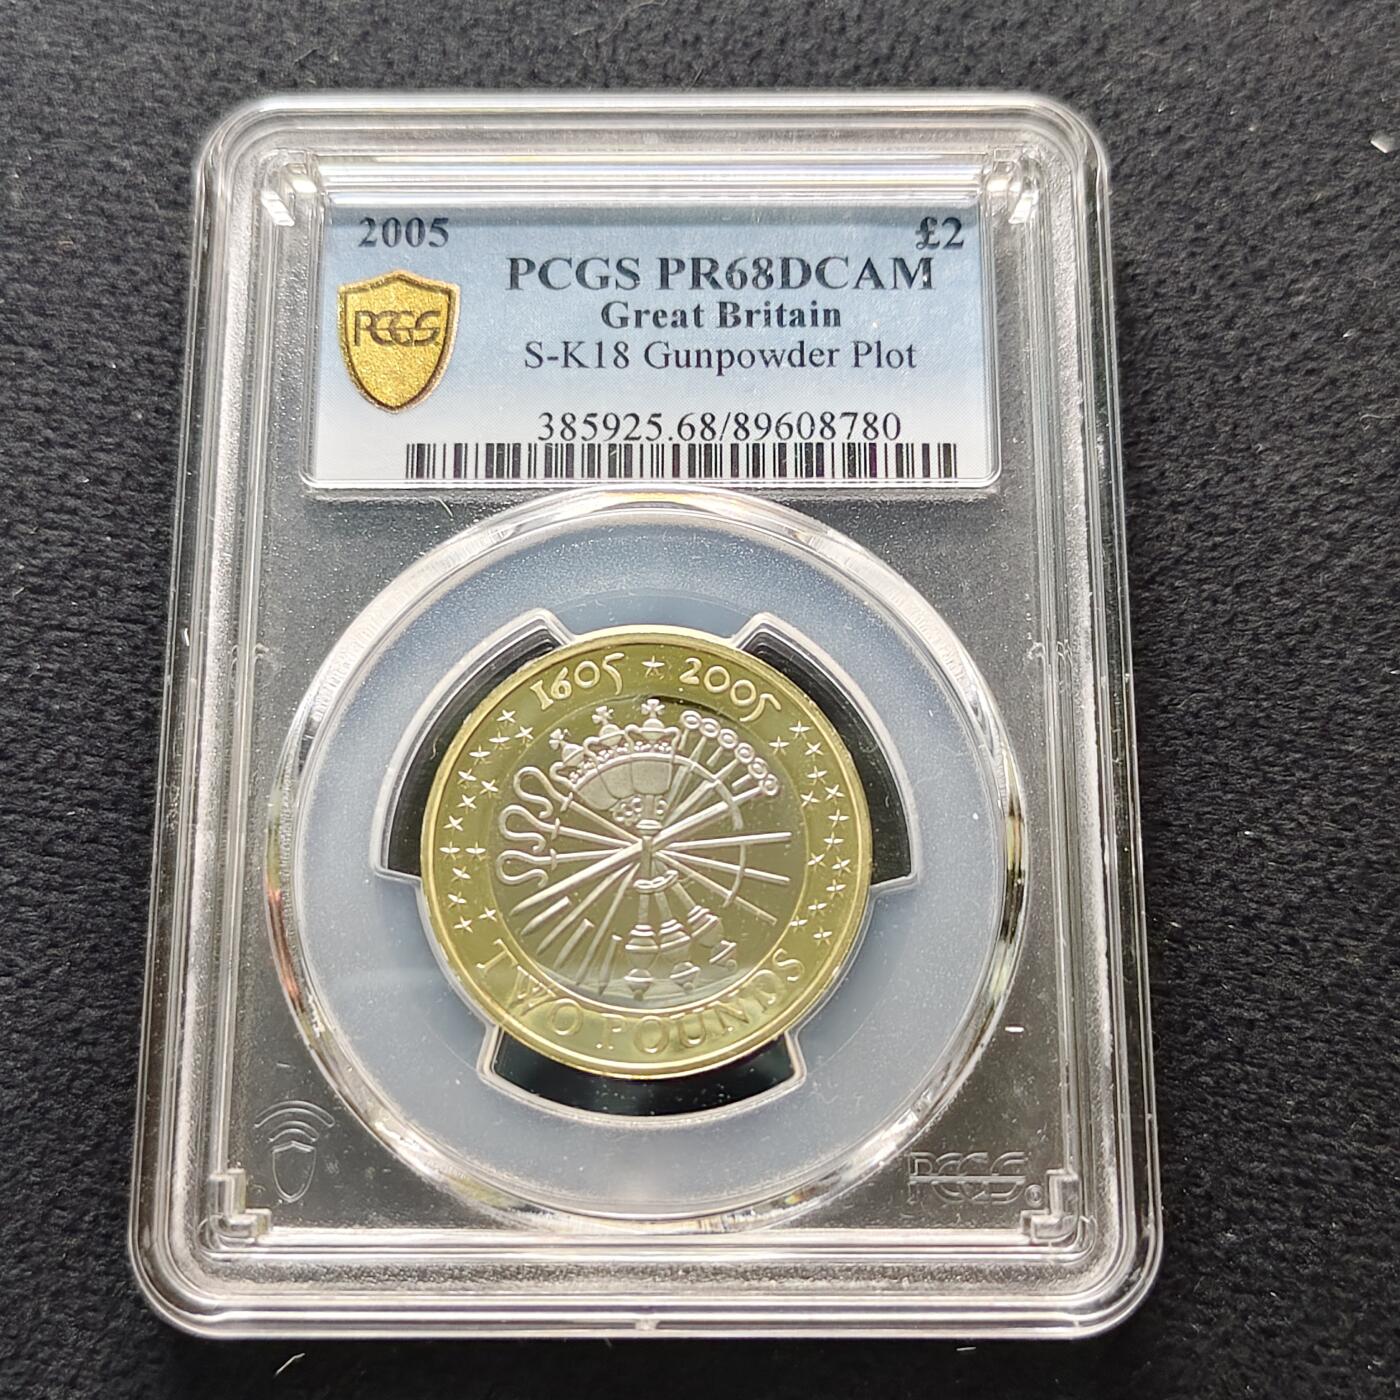 2005 £2
PCGS PR68DCAM
Great Britain
PCGS
S-K18 Gunpowder Plot
385925.68/89608780
1605 ★ 2005
TWO POUNDS
PCGS